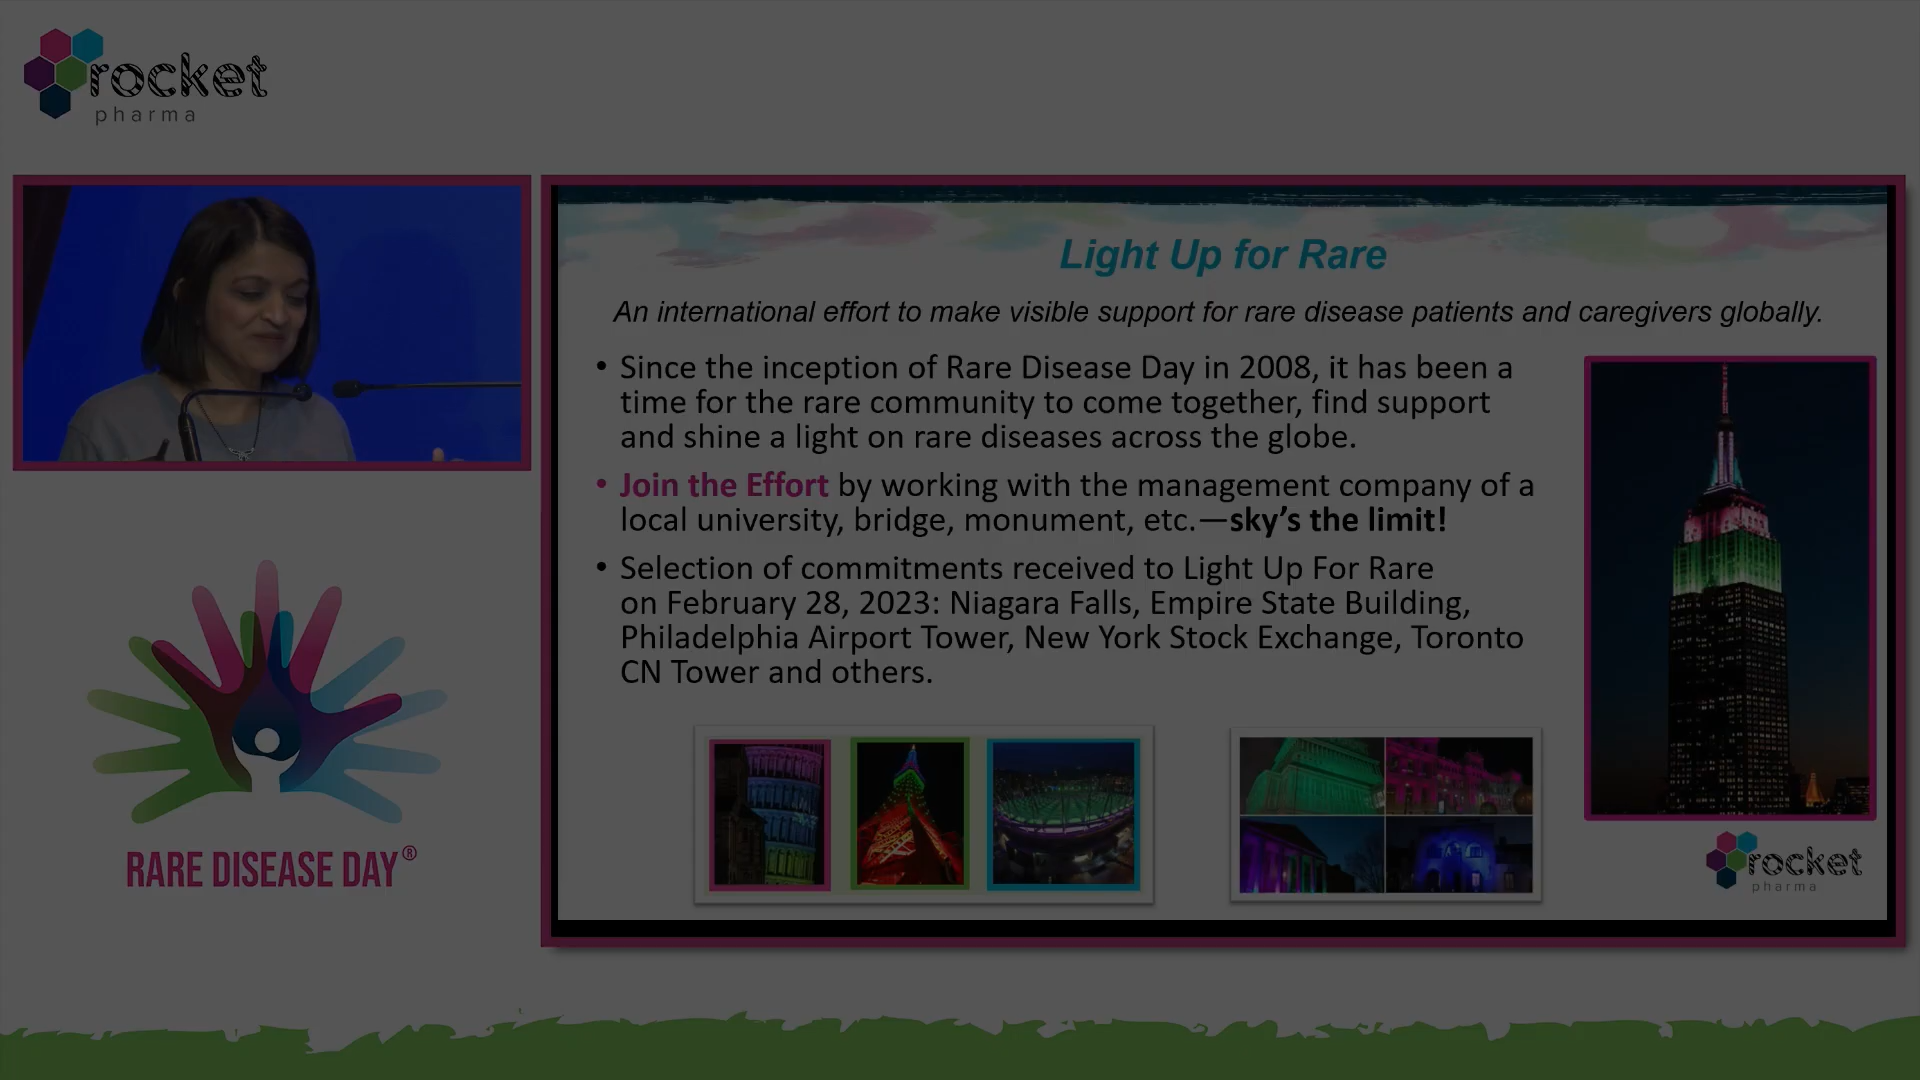 rocket
pharma
Light Up for Rare
An international effort to make visible support for rare disease patients and caregivers globally.
• Since the inception of Rare Disease Day in 2008, it has been a
time for the rare community to come together, find support
and shine a light on rare diseases across the globe.
• Join the Effort by working with the management company of a
local university, bridge, monument, etc.—sky’s the limit!
• Selection of commitments received to Light Up For Rare
on February 28, 2023: Niagara Falls, Empire State Building,
Philadelphia Airport Tower, New York Stock Exchange, Toronto
CN Tower and others.
rocket
pharma
RARE DISEASE DAY®